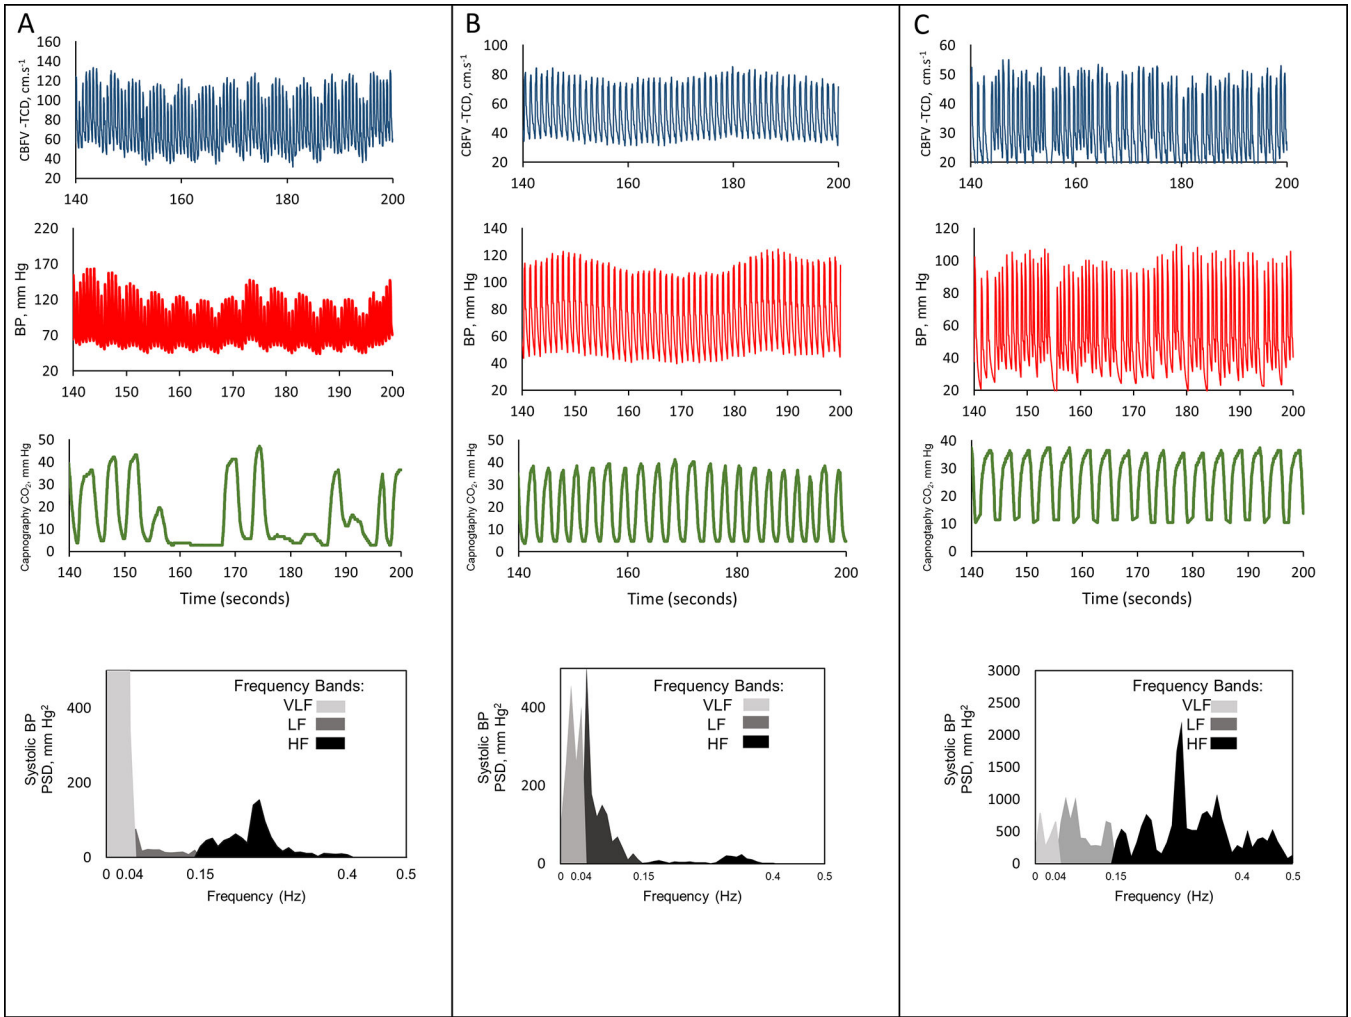 A
CBFV -TCD, cm.s-1
160
140
120
100
80
60
40
20
140 160 180 200
BP, mm Hg
220
170
120
70
20
140 150 160 170 180 190 200
Capnogtaphy CO2, mm Hg
50
40
30
20
10
0
140 150 160 170 180 190 200
Time (seconds)
Systolic BP
PSD, mm Hg2
400
200
0
Frequency Bands:
VLF
LF
HF
0 0.04 0.15 0.4 0.5
Frequency (Hz)
B
CBFV -TCD, cm.s-1
100
80
60
40
20
140 160 180 200
BP, mm Hg
140
120
100
80
60
40
20
140 150 160 170 180 190 200
Capnogtaphy CO2, mm Hg
50
40
30
20
10
0
140 150 160 170 180 190 200
Time (seconds)
Systolic BP
PSD, mm Hg2
400
200
0
Frequency Bands:
VLF
LF
HF
0 0.04 0.15 0.4 0.5
Frequency (Hz)
C
CBFV -TCD, cm.s-1
60
50
40
30
20
140 160 180 200
BP, mm Hg
120
100
80
60
40
20
140 150 160 170 180 190 200
Capnogtaphy CO2, mm Hg
40
30
20
10
0
140 150 160 170 180 190 200
Time (seconds)
Systolic BP
PSD, mm Hg2
3000
2500
2000
1500
1000
500
0
Frequency Bands:
VLF
LF
HF
0 0.04 0.15 0.4 0.5
Frequency (Hz)